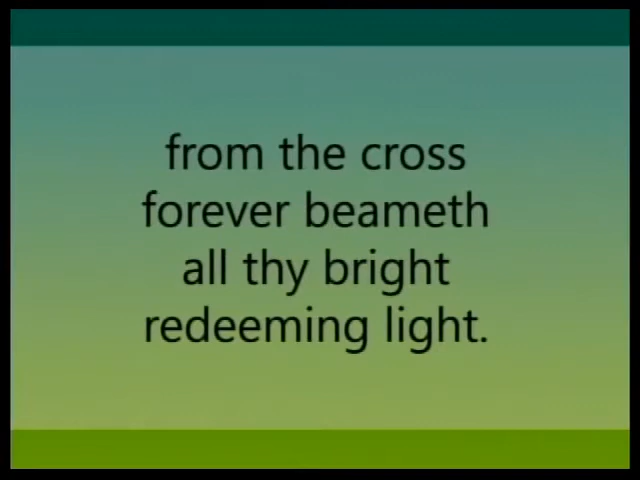 from the cross
forever beameth
all thy bright
redeeming light.